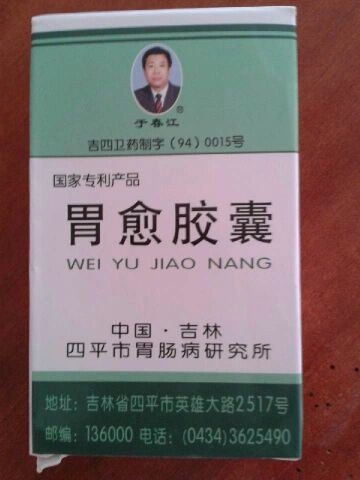 于春江
吉四卫药制字(94)0015号
国家专利产品
胃愈胶囊
WEI YU JIAO NANG
中国·吉林
四平市胃肠病研究所
地址：吉林省四平市英雄大路2517号
邮编：136000 电话：(0434)3625490